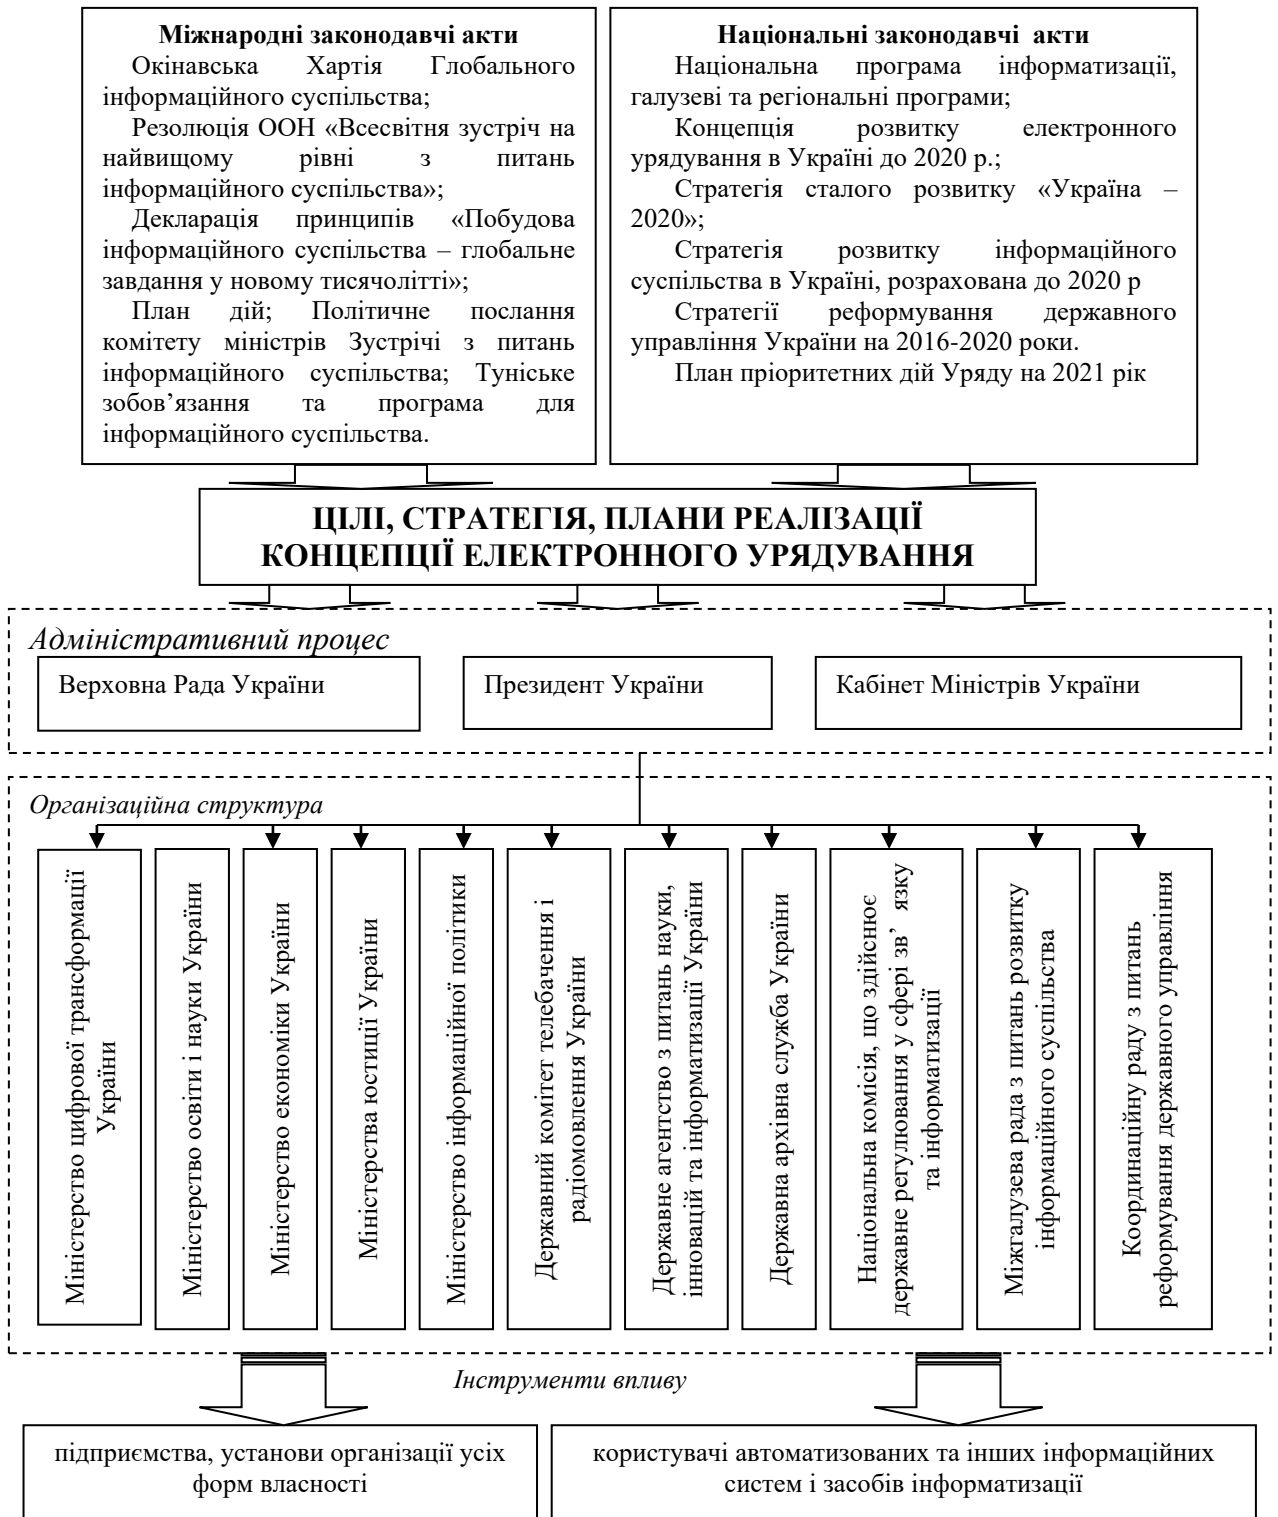 Міжнародні законодавчі акти
Окінавська Хартія Глобального
інформаційного суспільства;
Резолюція ООН «Всесвітня зустріч на
найвищому рівні з питань
інформаційного суспільства»;
Декларація принципів «Побудова
інформаційного суспільства – глобальне
завдання у новому тисячолітті»;
План дій; Політичне послання
комітету міністрів Зустрічі з питань
інформаційного суспільства; Туніське
зобов’язання та програма для
інформаційного суспільства.
Національні законодавчі акти
Національна програма інформатизації,
галузеві та регіональні програми;
Концепція розвитку електронного
урядування в Україні до 2020 р.;
Стратегія сталого розвитку «Україна –
2020»;
Стратегія розвитку інформаційного
суспільства в Україні, розрахована до 2020 р
Стратегії реформування державного
управління України на 2016-2020 роки.
План пріоритетних дій Уряду на 2021 рік
ЦІЛІ, СТРАТЕГІЯ, ПЛАНИ РЕАЛІЗАЦІЇ
КОНЦЕПЦІЇ ЕЛЕКТРОННОГО УРЯДУВАННЯ
Адміністративний процес
Верховна Рада України
Президент України
Кабінет Міністрів України
Організаційна структура
Міністерство цифрової трансформації
України
Міністерство освіти і науки України
Міністерство економіки України
Міністерства юстиції України
Міністерство інформаційної політики
Державний комітет телебачення і
радіомовлення України
Державне агентство з питань науки,
інновацій та інформатизації України
Державна архівна служба України
Національна комісія, що здійснює
державне регулювання у сфері зв’ язку
та інформатизації
Міжгалузева рада з питань розвитку
інформаційного суспільства
Координаційну раду з питань
реформування державного управління
Інструменти впливу
підприємства, установи організації усіх
форм власності
користувачі автоматизованих та інших інформаційних
систем і засобів інформатизації